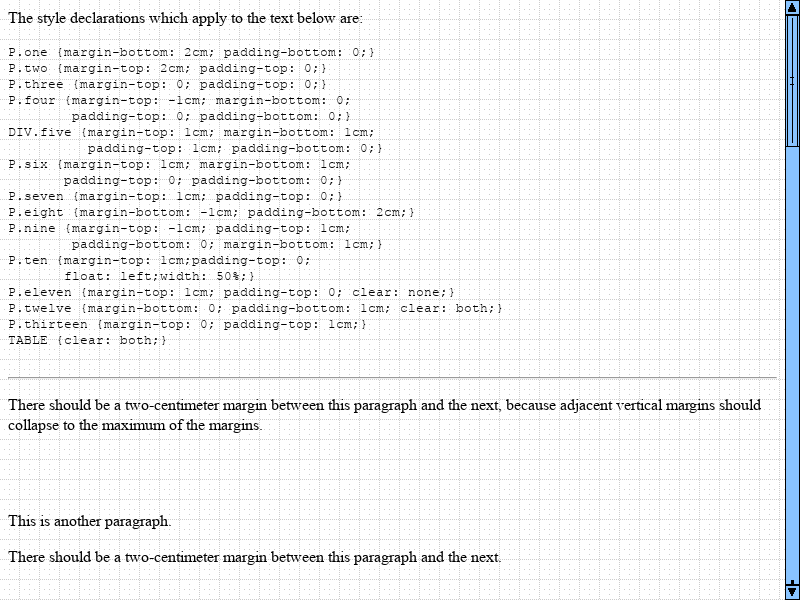 The style declarations which apply to the text below are:
P.one {margin-bottom: 2cm; padding-bottom: 0;}
P.two {margin-top: 2cm; padding-top: 0;}
P.three {margin-top: 0; padding-top: 0;}
P.four {margin-top: -1cm; margin-bottom: 0;
        padding-top: 0; padding-bottom: 0;}
DIV.five {margin-top: 1cm; margin-bottom: 1cm;
          padding-top: 1cm; padding-bottom: 0;}
P.six {margin-top: 1cm; margin-bottom: 1cm;
       padding-top: 0; padding-bottom: 0;}
P.seven {margin-top: 1cm; padding-top: 0;}
P.eight {margin-bottom: -1cm; padding-bottom: 2cm;}
P.nine {margin-top: -1cm; padding-top: 1cm;
        padding-bottom: 0; margin-bottom: 1cm;}
P.ten {margin-top: 1cm;padding-top: 0;
       float: left;width: 50%;}
P.eleven {margin-top: 1cm; padding-top: 0; clear: none;}
P.twelve {margin-bottom: 0; padding-bottom: 1cm; clear: both;}
P.thirteen {margin-top: 0; padding-top: 1cm;}
TABLE {clear: both;}
There should be a two-centimeter margin between this paragraph and the next, because adjacent vertical margins should
collapse to the maximum of the margins.
This is another paragraph.
There should be a two-centimeter margin between this paragraph and the next.